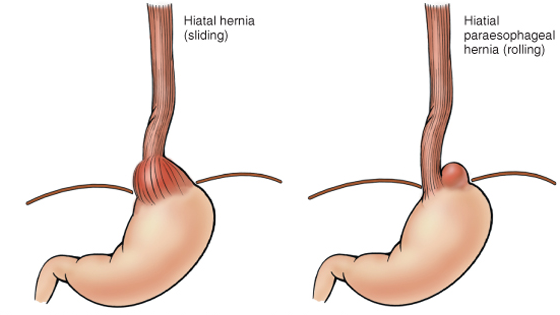 Hiatal hernia
(sliding)
Hiatial
paraesophageal
hernia (rolling)